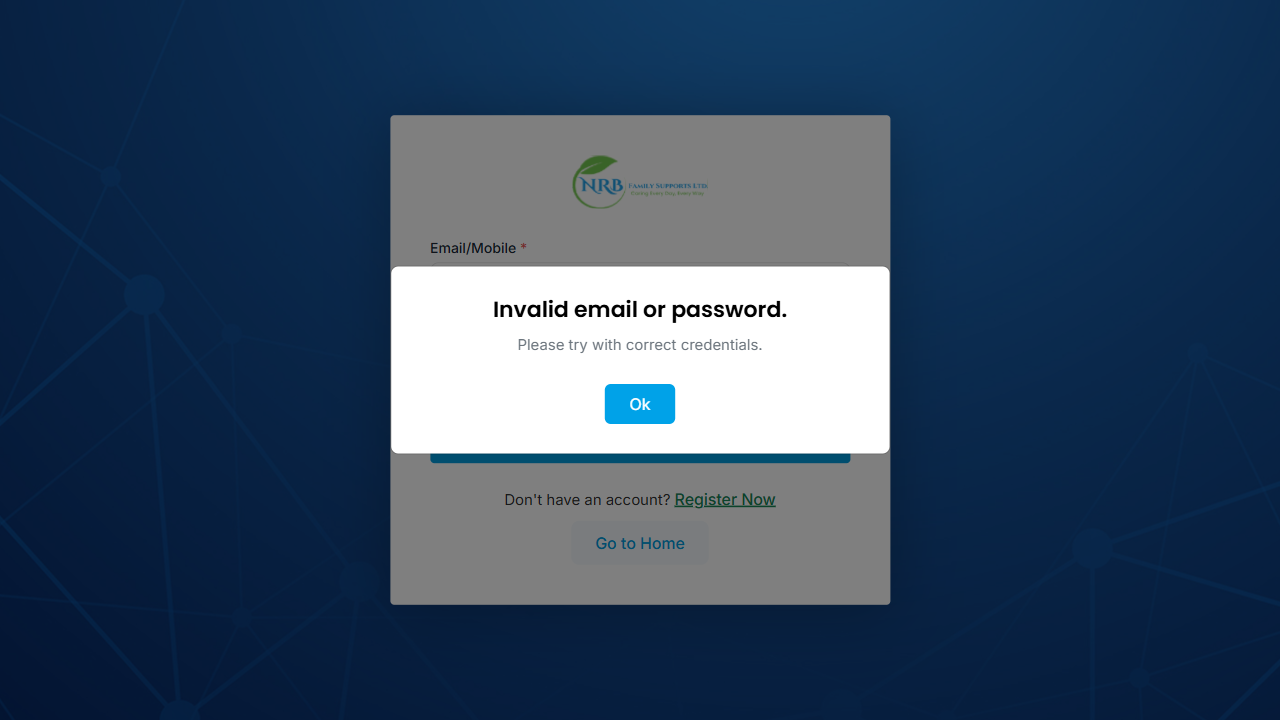 NRB FAMILY SUPPORTS LTD.
Email/Mobile *
Invalid email or password.
Please try with correct credentials.
Ok
Don't have an account? Register Now
Go to Home